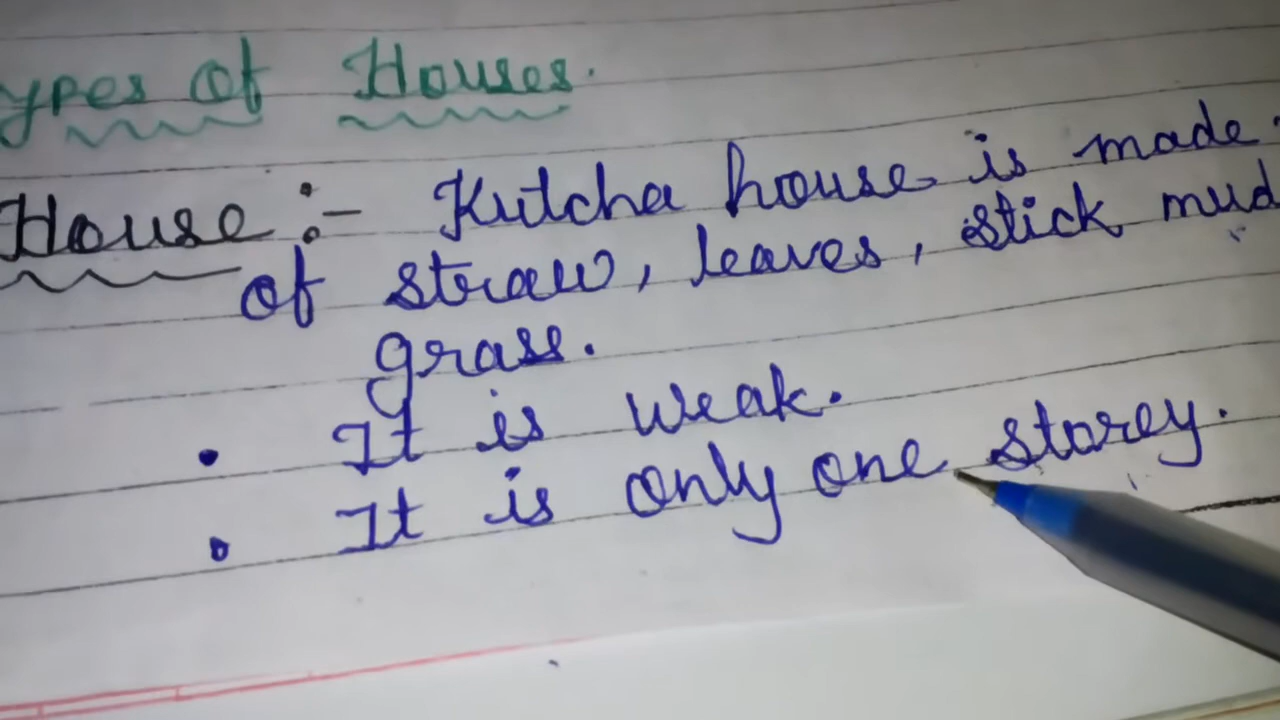 ypes of Houses.
House :- Kutcha house is made
of straw, leaves, stick mud
grass.
• It is weak.
• It is only one storey.